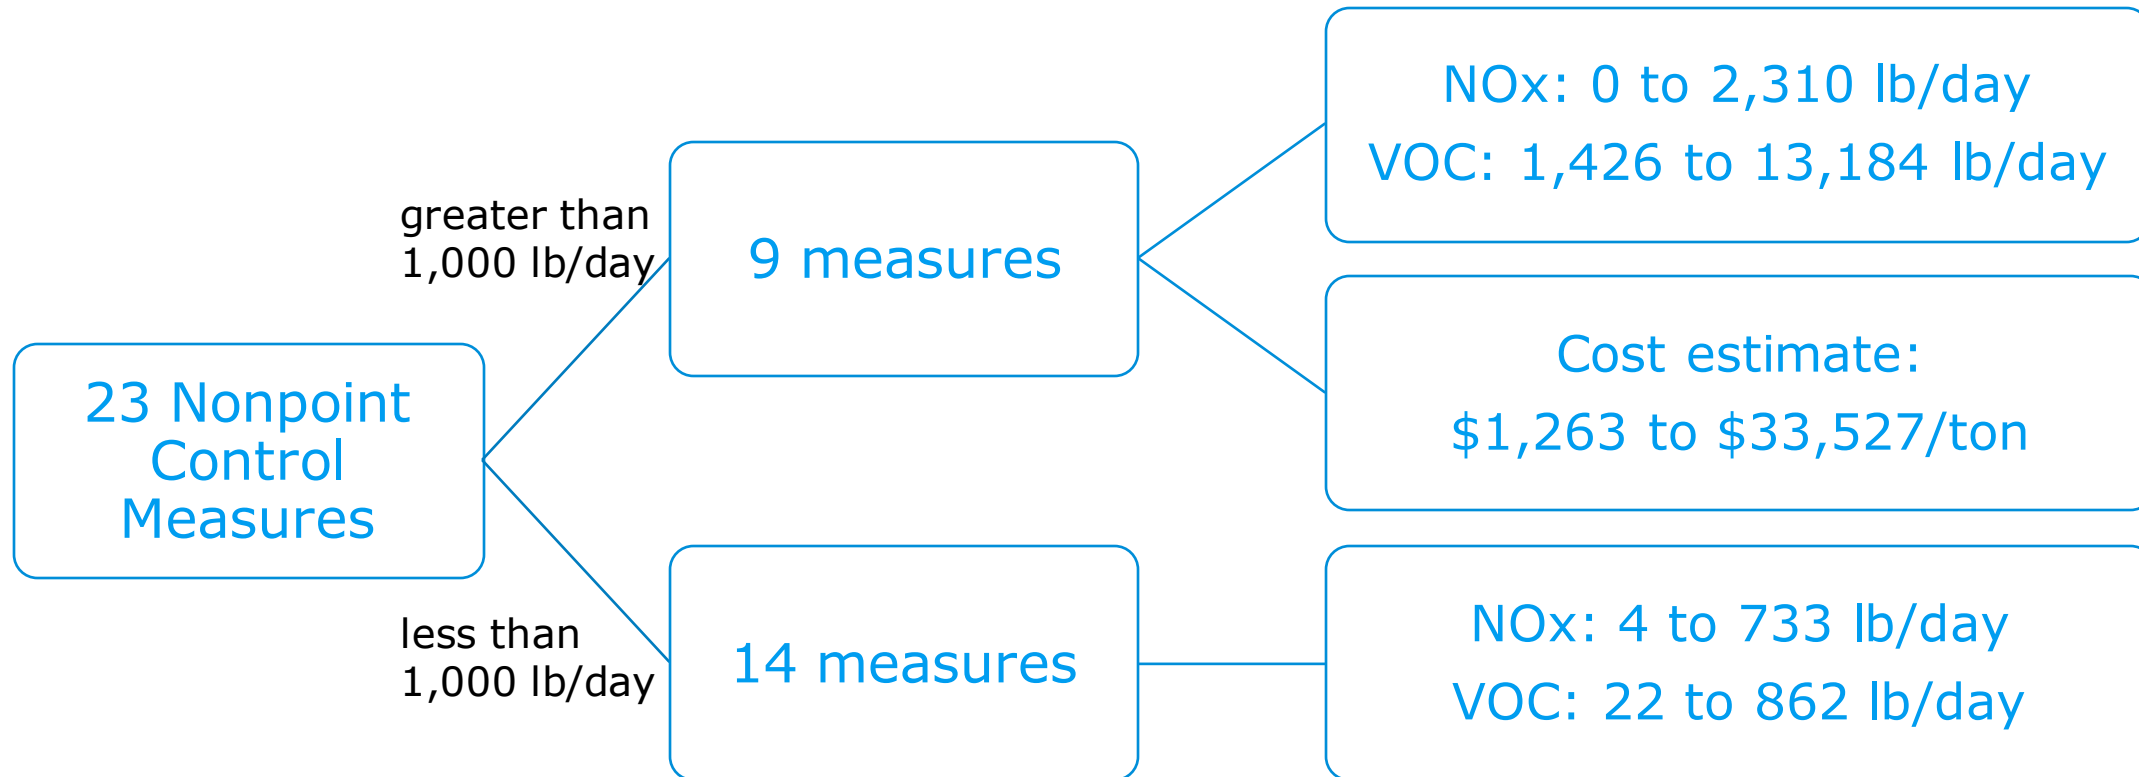 23 Nonpoint
Control
Measures
greater than
1,000 lb/day
9 measures
NOx: 0 to 2,310 lb/day
VOC: 1,426 to 13,184 lb/day
Cost estimate:
$1,263 to $33,527/ton
less than
1,000 lb/day
14 measures
NOx: 4 to 733 lb/day
VOC: 22 to 862 lb/day